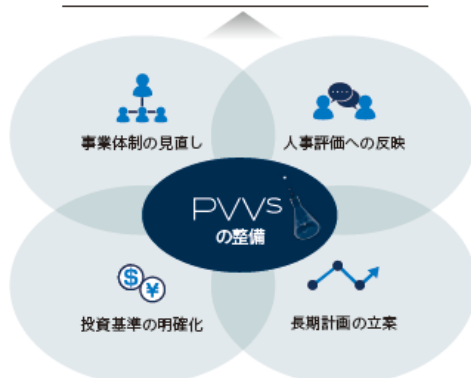 事業体制の見直し
人事評価への反映
PVVs
の整備
$
¥
投資基準の明確化
長期計画の立案